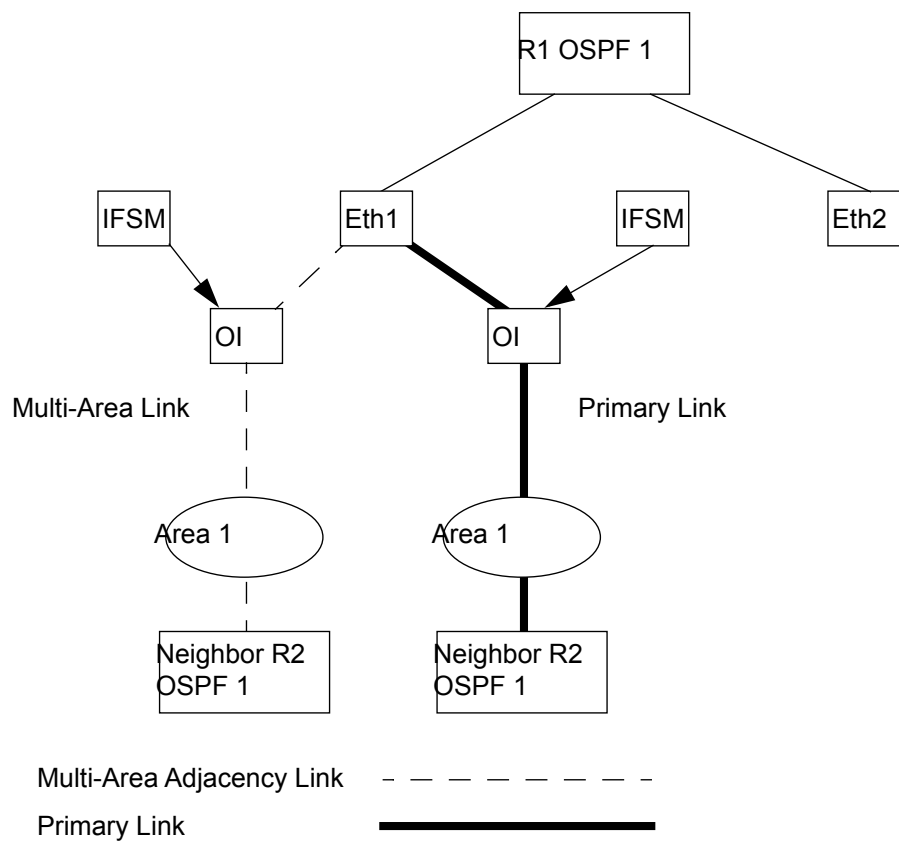 R1 OSPF 1
IFSM
Eth1
IFSM
Eth2
OI
OI
Multi-Area Link
Primary Link
Area 1
Area 1
Neighbor R2
OSPF 1
Neighbor R2
OSPF 1
Multi-Area Adjacency Link
Primary Link